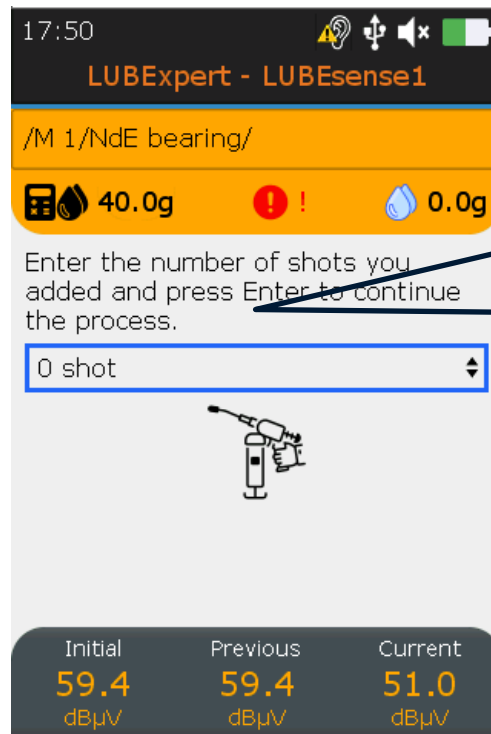 17:50
LUBExpert - LUBEsense1
/M 1/NdE bearing/
40.0g ! ! 0.0g
Enter the number of shots you
added and press Enter to continue
the process.
0 shot
Initial Previous Current
59.4 59.4 51.0
dBµV dBµV dBµV